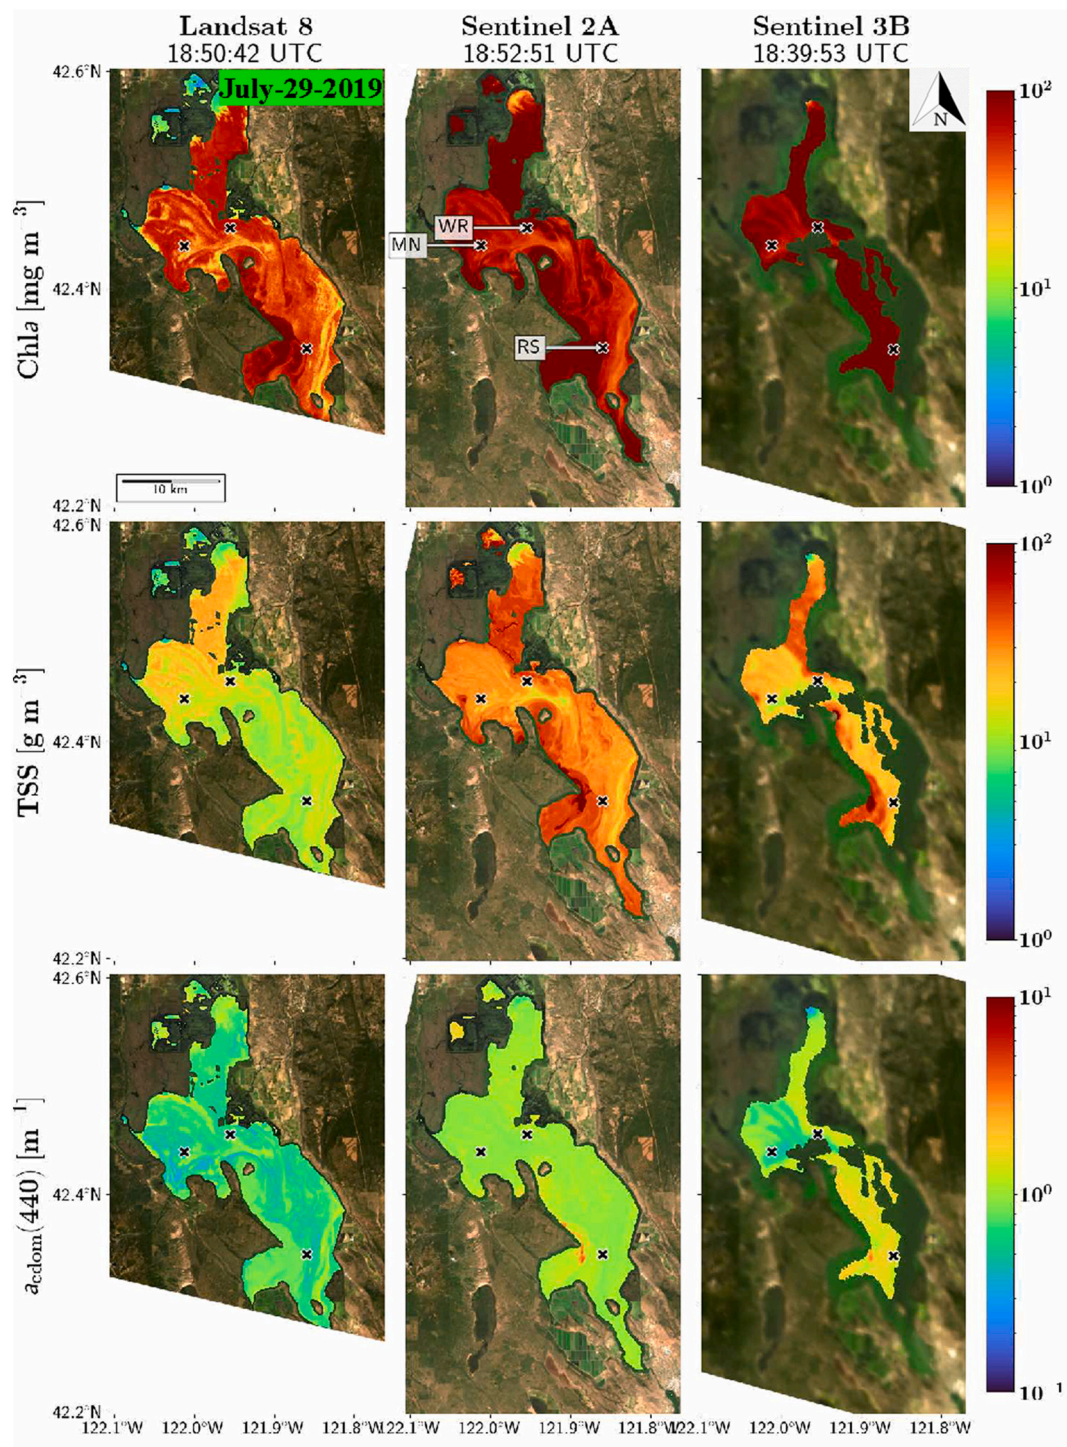 Landsat 8
18:50:42 UTC
Sentinel 2A
18:52:51 UTC
Sentinel 3B
18:39:53 UTC
July-29-2019
N
42.6°N
42.4°N
42.2°N
Chla [mg m⁻³]
WR
MN
RS
10 km
10²
10¹
10⁰
42.6°N
42.4°N
42.2°N
TSS [g m⁻³]
10²
10¹
10⁰
42.6°N
42.4°N
42.2°N
a_cdom(440) [m⁻¹]
10¹
10⁰
10⁻¹
122.1°W 122.0°W 121.9°W 121.8°W
122.1°W 122.0°W 121.9°W 121.8°W
122.1°W 122.0°W 121.9°W 121.8°W